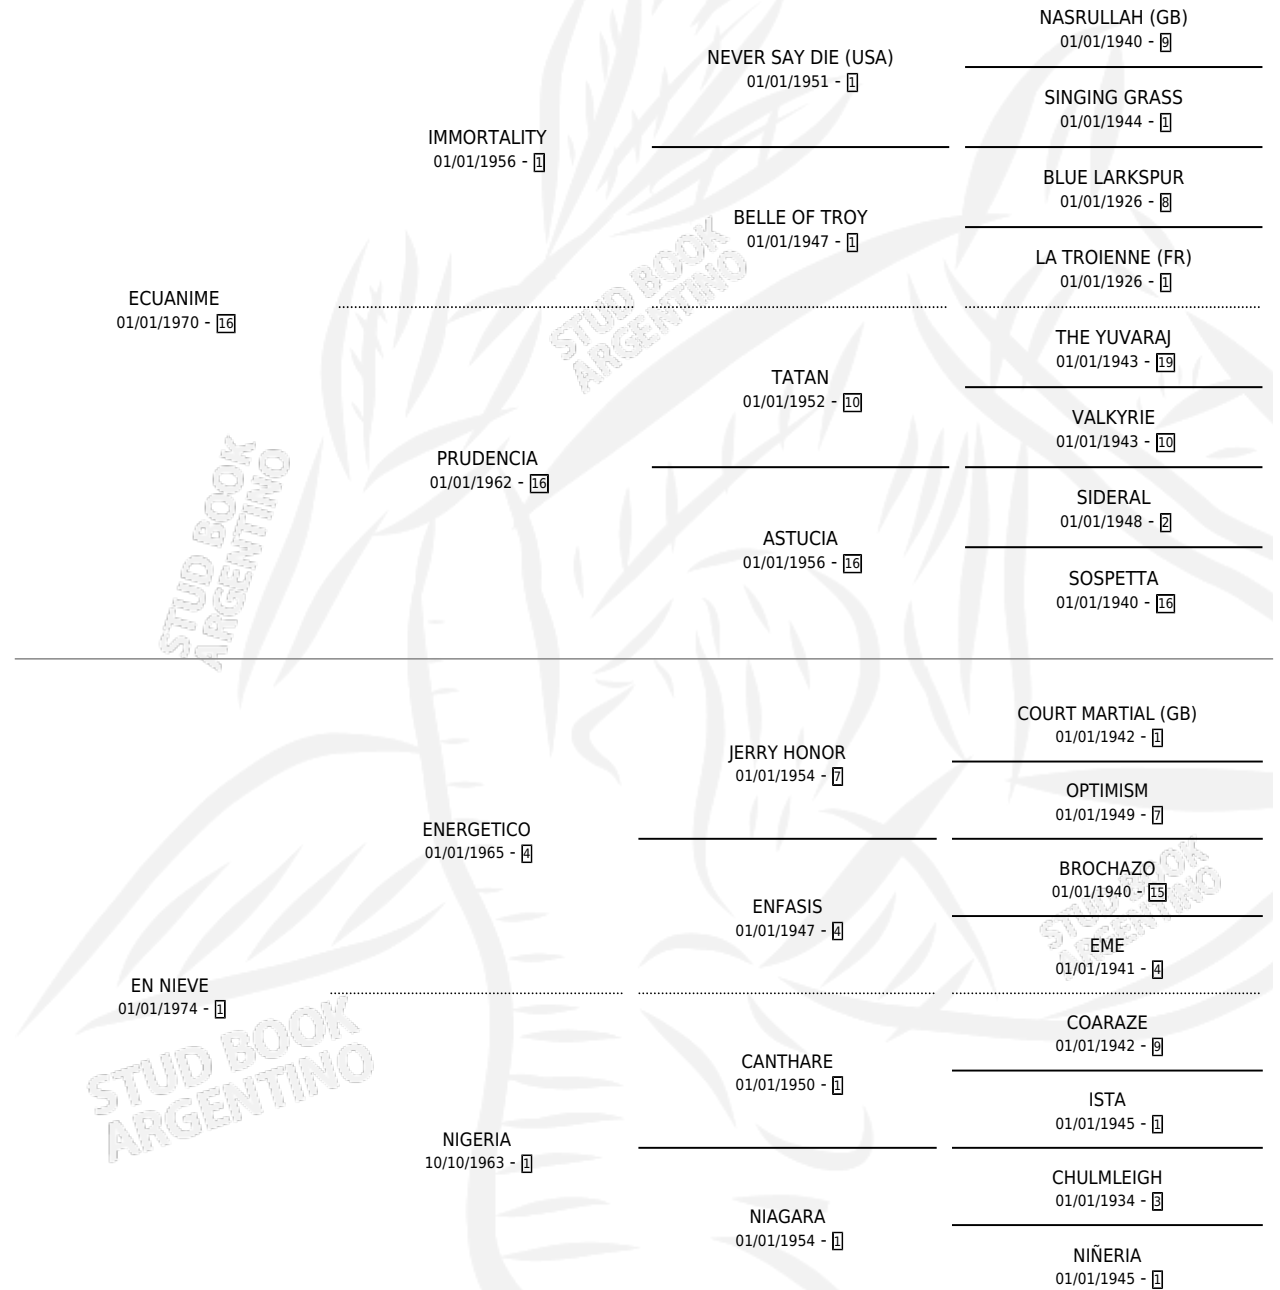 NASRULLAH (GB)
01/01/1940 - 9
NEVER SAY DIE (USA)
01/01/1951 - 1
SINGING GRASS
01/01/1944 - 1
IMMORTALITY
01/01/1956 - 1
BLUE LARKSPUR
01/01/1926 - 8
BELLE OF TROY
01/01/1947 - 1
LA TROIENNE (FR)
01/01/1926 - 1
ECUANIME
01/01/1970 - 16
THE YUVARAJ
01/01/1943 - 19
TATAN
01/01/1952 - 10
VALKYRIE
01/01/1943 - 10
PRUDENCIA
01/01/1962 - 16
SIDERAL
01/01/1948 - 2
ASTUCIA
01/01/1956 - 16
SOSPETTA
01/01/1940 - 16
COURT MARTIAL (GB)
01/01/1942 - 1
JERRY HONOR
01/01/1954 - 7
OPTIMISM
01/01/1949 - 7
ENERGETICO
01/01/1965 - 4
BROCHAZO
01/01/1940 - 15
ENFASIS
01/01/1947 - 4
EME
01/01/1941 - 4
EN NIEVE
01/01/1974 - 1
COARAZE
01/01/1942 - 9
CANTHARE
01/01/1950 - 1
ISTA
01/01/1945 - 1
NIGERIA
10/10/1963 - 1
CHULMLEIGH
01/01/1934 - 3
NIAGARA
01/01/1954 - 1
NIÑERIA
01/01/1945 - 1
STUD BOOK
ARGENTINO
STUD BOOK
ARGENTINO
STUD BOOK
ARGENTINO
STUD BOOK
ARGENTINO